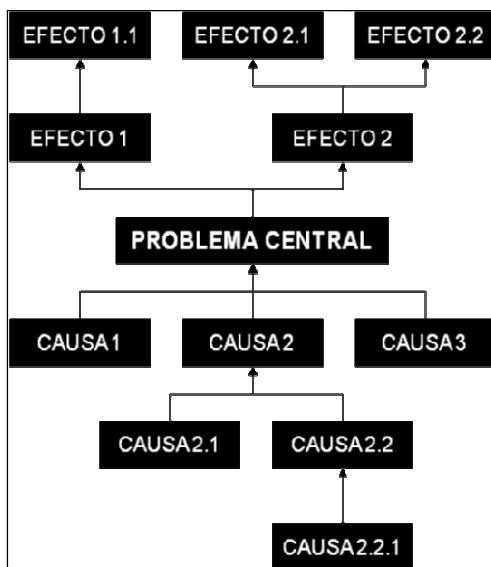 EFECTO 1.1
EFECTO 2.1
EFECTO 2.2
EFECTO 1
EFECTO 2
PROBLEMA CENTRAL
CAUSA 1
CAUSA 2
CAUSA 3
CAUSA 2.1
CAUSA 2.2
CAUSA 2.2.1